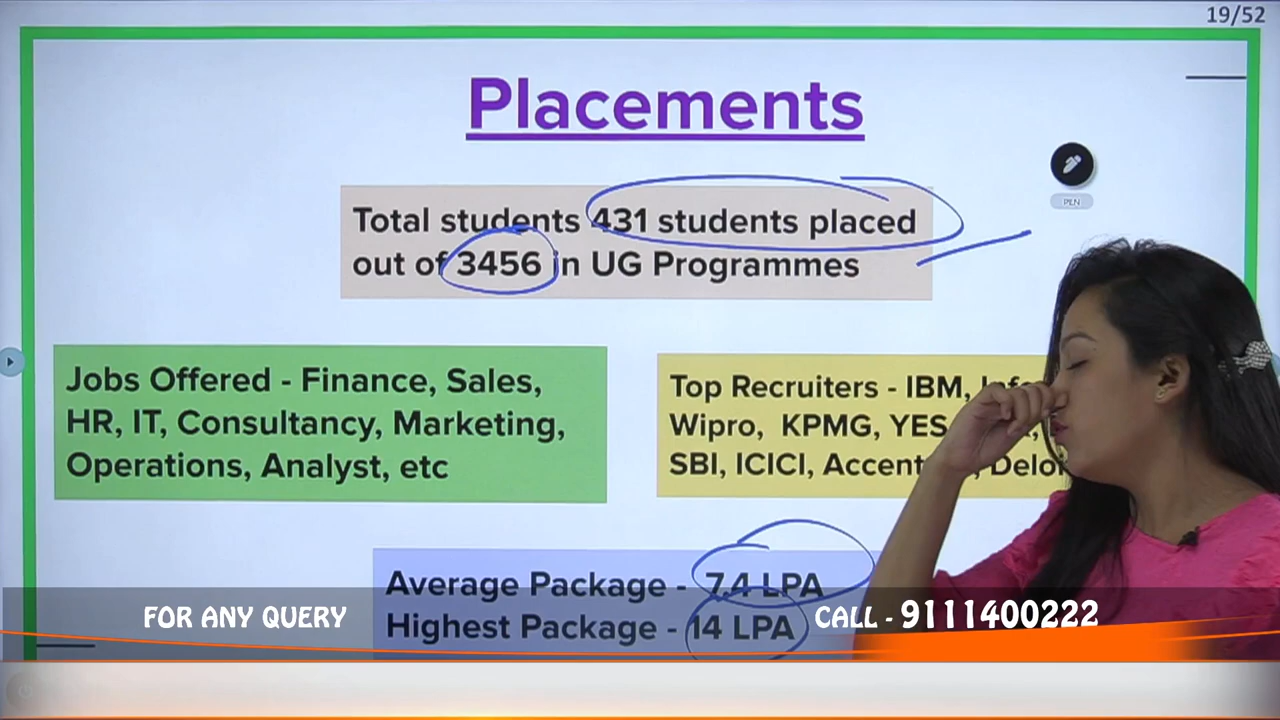 19/52
Placements
PEN
Total students 431 students placed
out of 3456 in UG Programmes
Jobs Offered - Finance, Sales,
HR, IT, Consultancy, Marketing,
Operations, Analyst, etc
Top Recruiters - IBM,
Wipro, KPMG, YES
SBI, ICICI,
Average Package - 7.4 LPA
Highest Package - 14 LPA
FOR ANY QUERY
CALL - 9111400222